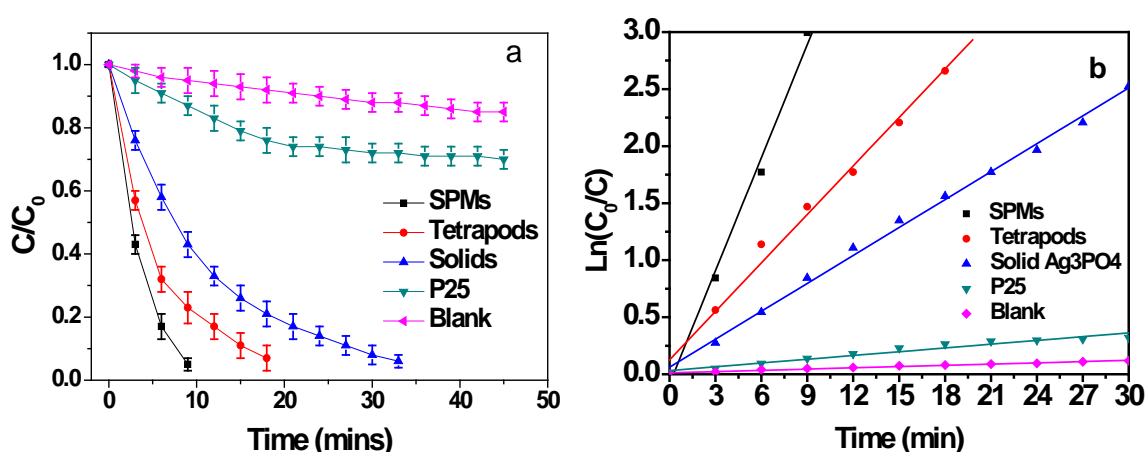 a
1.0
0.8
0.6
0.4
0.2
0.0
C/C0
SPMs
Tetrapods
Solids
P25
Blank
0 10 20 30 40 50
Time (mins)
b
3.0
2.5
2.0
1.5
1.0
0.5
0.0
Ln(C0/C)
SPMs
Tetrapods
Solid Ag3PO4
P25
Blank
0 3 6 9 12 15 18 21 24 27 30
Time (min)